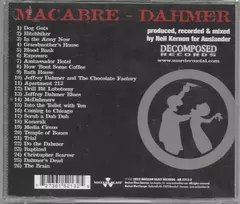 MACABRE - DAHMER
1) Dog Guts
2) Hitchhiker
3) In the Army Now
4) Grandmother's House
5) Blood Bank
6) Exposure
7) Ambassador Hotel
8) How 'Bout Some Coffee
9) Bath House
10) Jeffrey Dahmer and The Chocolate Factory
11) Apartment 213
12) Drill Bit Lobotomy
13) Jeffrey Dahmer Blues
14) McDahmers
15) Into the Toilet with You
16) Coming to Chicago
17) Scrub a Dub Dub
18) Konerak
19) Media Circus
20) Temple of Bones
21) Trial
22) Do the Dahmer
23) Baptized
24) Christopher Scarver
25) Dahmer's Dead
26) The Brain
produced, recorded & mixed
by Neil Kernon for Auslander
DECOMPOSED
RECORDS
www.murdermetal.com